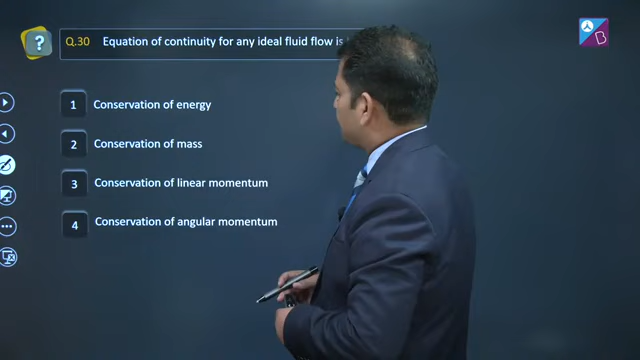 ?
Q.30 Equation of continuity for any ideal fluid flow is
1 Conservation of energy
2 Conservation of mass
3 Conservation of linear momentum
4 Conservation of angular momentum
A
B